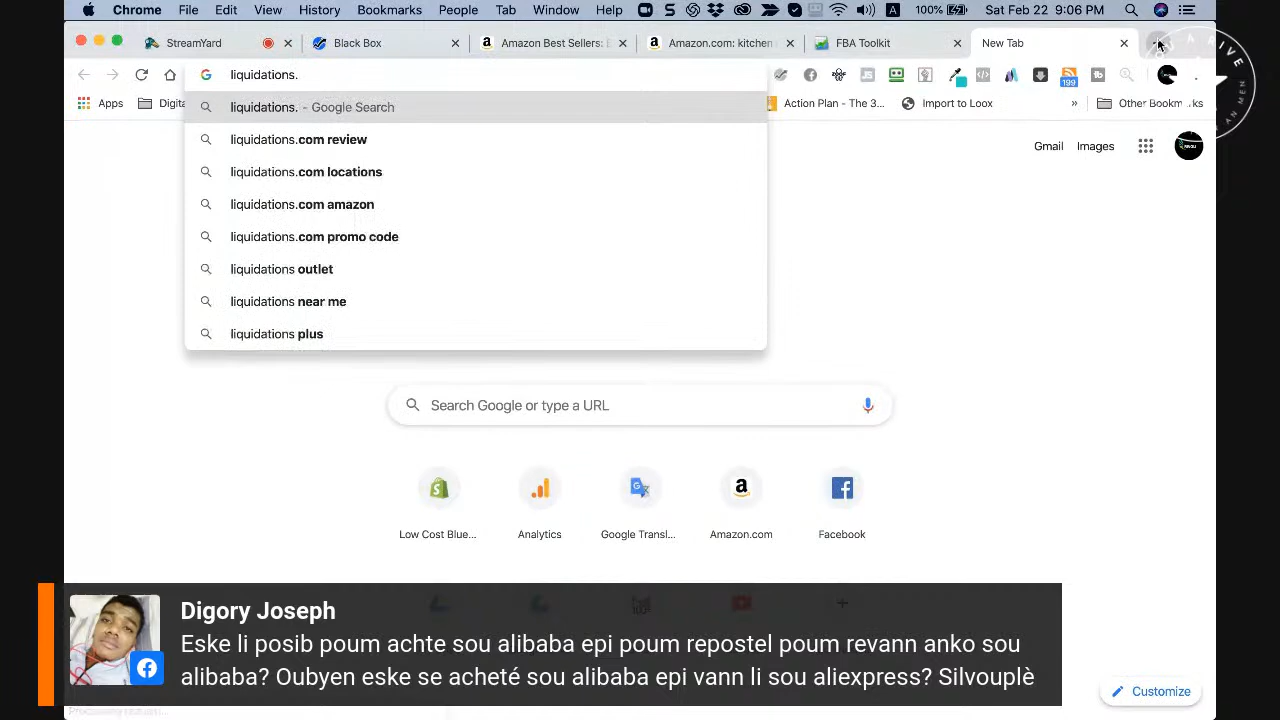 Chrome File Edit View History Bookmarks People Tab Window Help 100% Sat Feb 22 9:06 PM
StreamYard Black Box Amazon Best Sellers: B Amazon.com: kitchen FBA Toolkit New Tab
liquidations.
199
liquidations. - Google Search
Apps Digita Action Plan - The 3... Import to Loox » Other Bookm ks
liquidations.com review
Gmail Images
liquidations.com locations
liquidations.com amazon
liquidations.com promo code
liquidations outlet
liquidations near me
liquidations plus
Search Google or type a URL
Low Cost Blue... Analytics Google Transl... Amazon.com Facebook
Digory Joseph
Eske li posib poum achte sou alibaba epi poum repostel poum revann anko sou
alibaba? Oubyen eske se acheté sou alibaba epi vann li sou aliexpress? Silvouplè
Customize